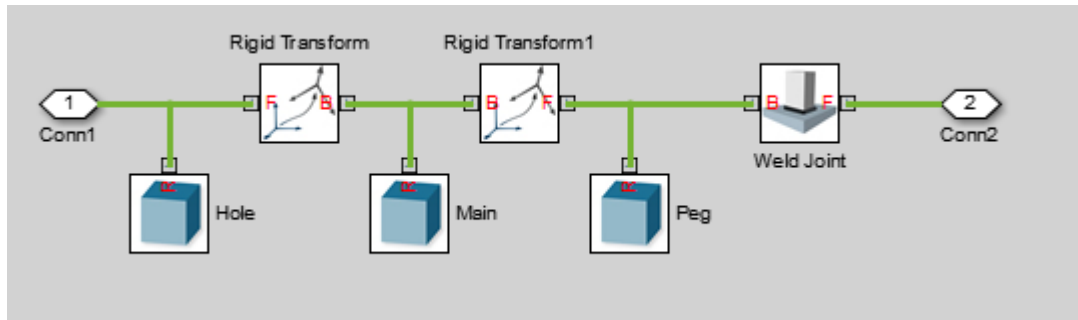 Rigid Transform
Rigid Transform1
1
F
B
B
F
B
F
2
Conn1
Conn2
Weld Joint
R
R
R
Hole
Main
Peg